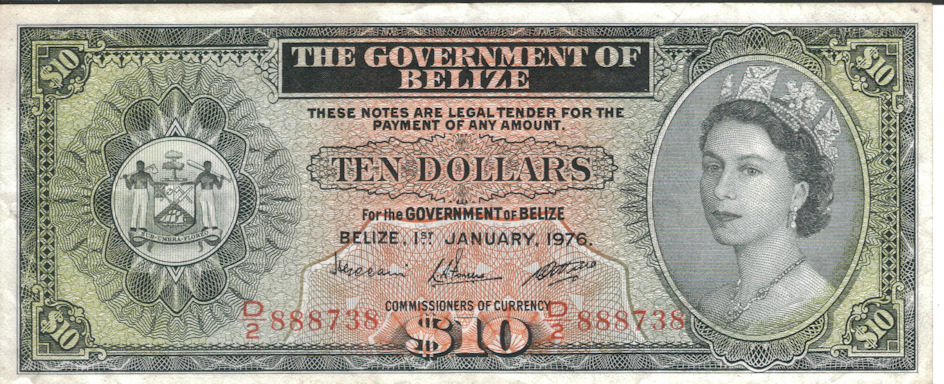 $10
$10
THE GOVERNMENT OF
BELIZE
THESE NOTES ARE LEGAL TENDER FOR THE
PAYMENT OF ANY AMOUNT.
TEN DOLLARS
For the GOVERNMENT of BELIZE
BELIZE, 1ST JANUARY, 1976.
COMMISSIONERS OF CURRENCY
D/2 888738
D/2 888738
$10
$10
$10